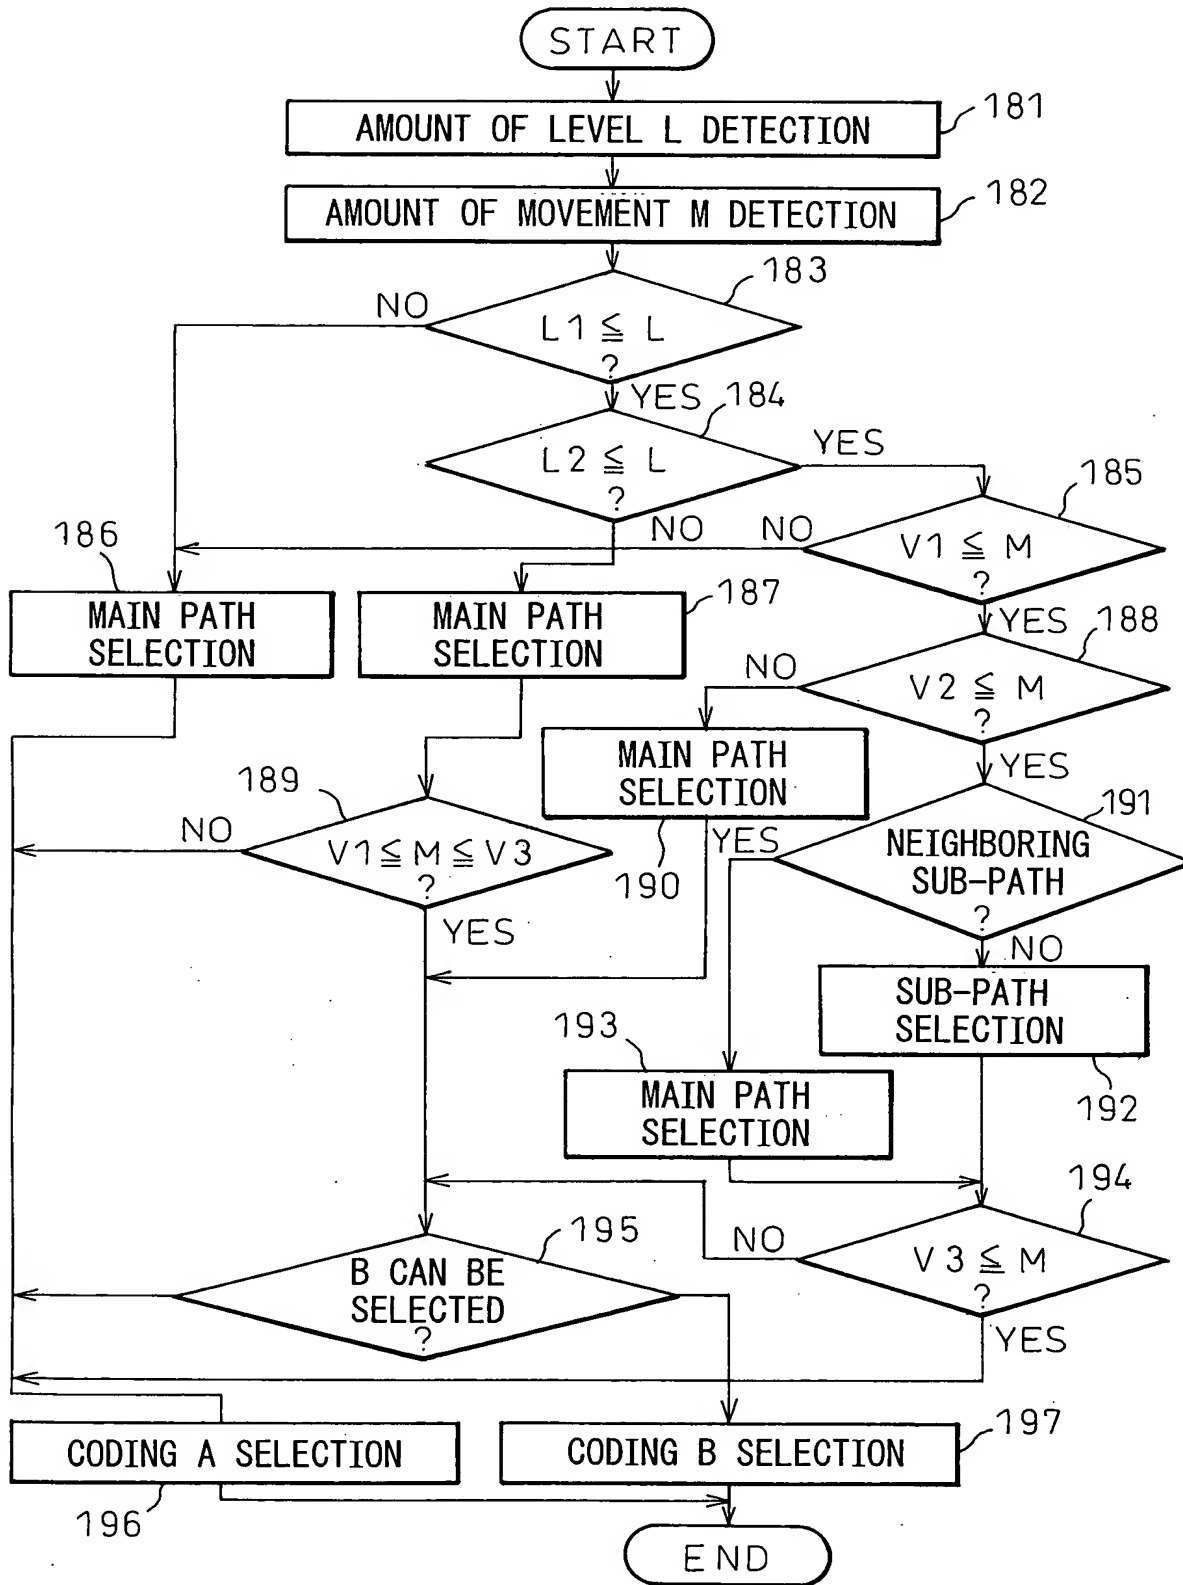 START
181
AMOUNT OF LEVEL L DETECTION
182
AMOUNT OF MOVEMENT M DETECTION
183
NO
L1 ≦ L
?
YES
184
L2 ≦ L
?
YES
185
NO
NO
V1 ≦ M
?
186
187
MAIN PATH
SELECTION
MAIN PATH
SELECTION
YES
188
NO
V2 ≦ M
?
MAIN PATH
SELECTION
YES
189
NO
V1 ≦ M ≦ V3
?
190
YES
191
NEIGHBORING
SUB-PATH
?
YES
NO
SUB-PATH
SELECTION
193
MAIN PATH
SELECTION
192
194
195
NO
V3 ≦ M
?
B CAN BE
SELECTED
?
YES
197
CODING A SELECTION
CODING B SELECTION
196
END